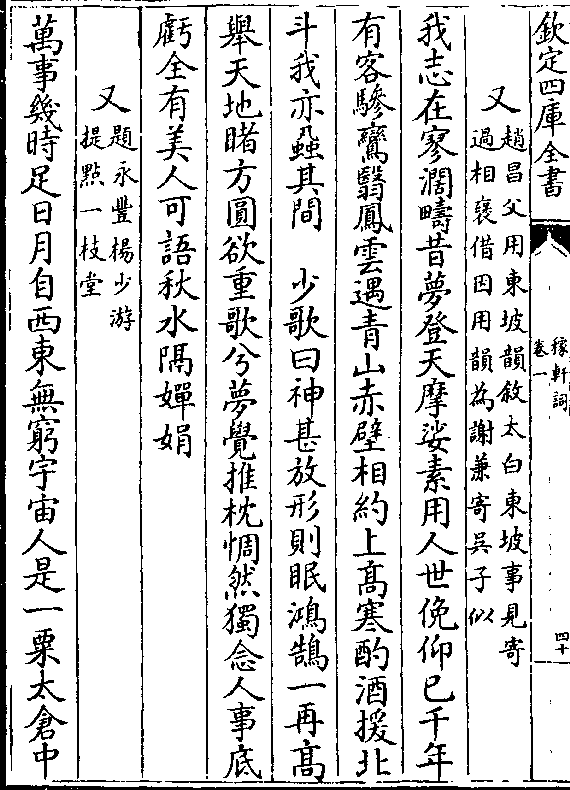 欽定四庫全書
稼軒詞
卷一
四十
又
趙昌父用東坡韻敘太白東坡事見寄
過相襃借因用韻為謝兼寄吳子似
我志在寥濶疇昔夢登天摩娑素用人世俛仰已千年
有客驂鸞翳鳳雲遇青山赤壁相約上髙寒酌酒援北
斗我亦蝨其間　少歌曰神甚放形則眠鴻鵠一再髙
舉天地睹方圓欲重歌兮夢覺推枕惆然獨念人事底
虧全有美人可語秋水隔嬋娟
又
題永豐楊少游
提點一枝堂
萬事幾時足日月自西東無窮宇宙人是一粟太倉中